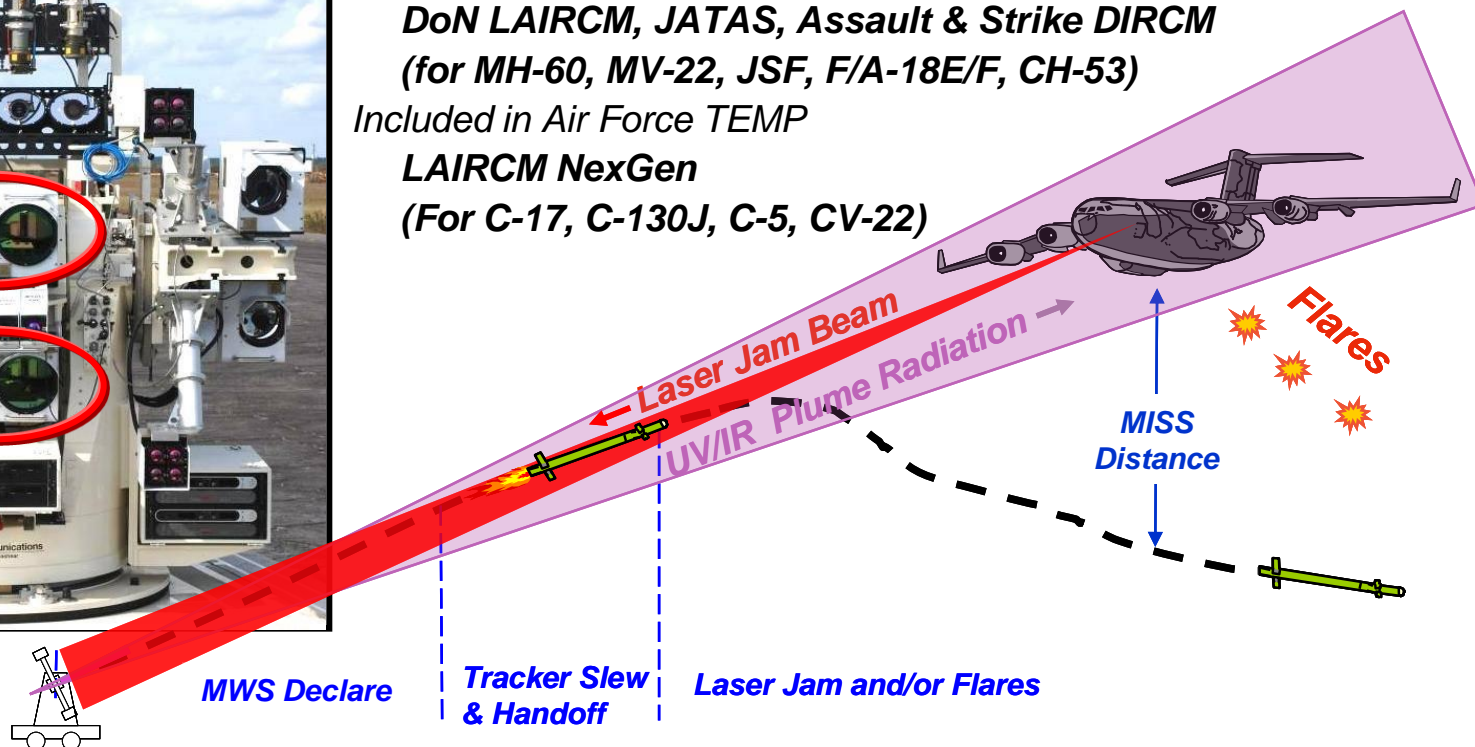 DoN LAIRCM, JATAS, Assault & Strike DIRCM
(for MH-60, MV-22, JSF, F/A-18E/F, CH-53)
Included in Air Force TEMP
LAIRCM NexGen
(For C-17, C-130J, C-5, CV-22)
Laser Jam Beam
UV/IR Plume Radiation
Flares
MISS
Distance
MWS Declare
Tracker Slew
& Handoff
Laser Jam and/or Flares